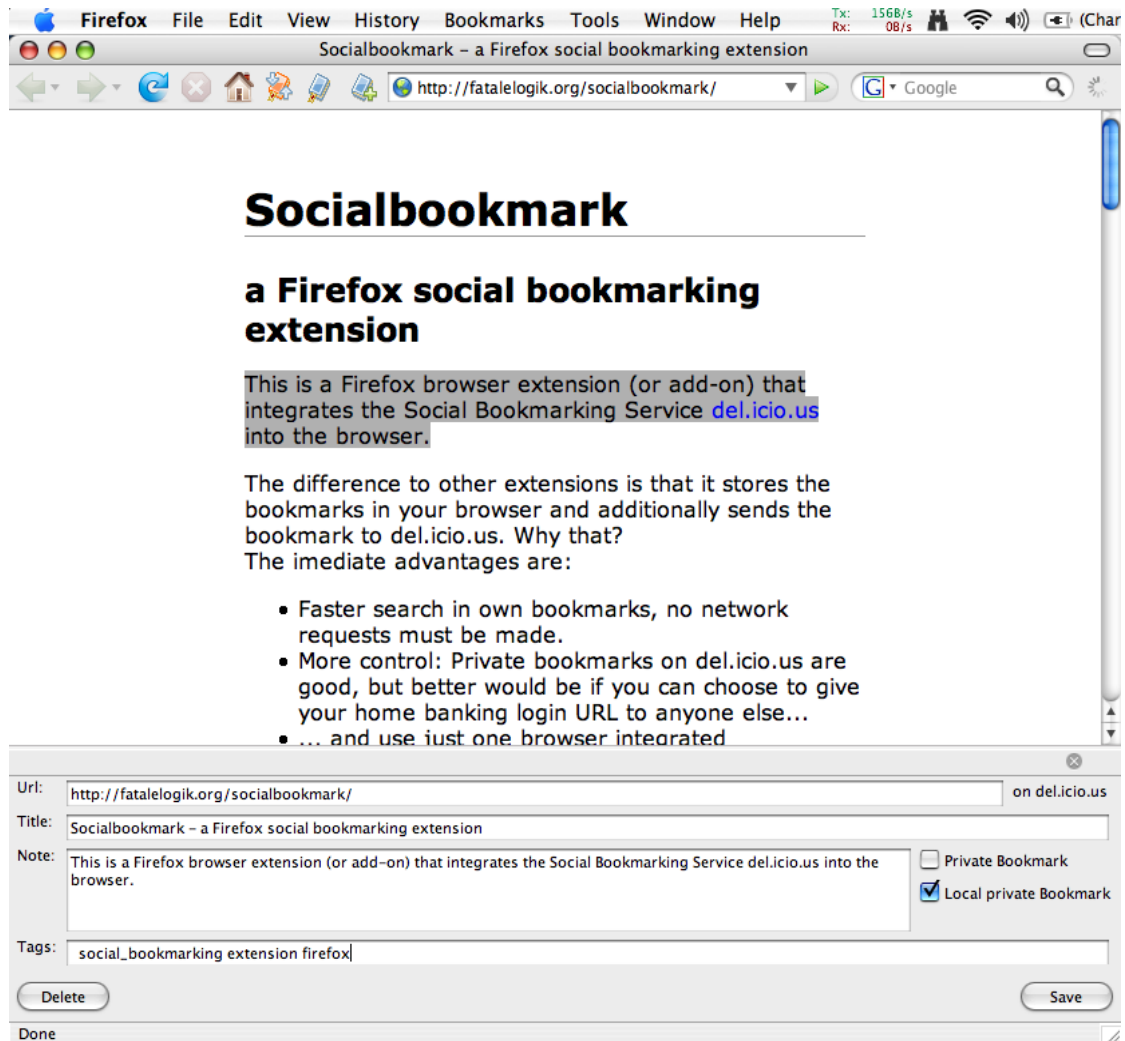 Firefox File Edit View History Bookmarks Tools Window Help Tx: 156B/s Rx: 0B/s (Char
Socialbookmark – a Firefox social bookmarking extension
http://fatalelogik.org/socialbookmark/ G Google
Socialbookmark
a Firefox social bookmarking
extension
This is a Firefox browser extension (or add-on) that
integrates the Social Bookmarking Service del.icio.us
into the browser.
The difference to other extensions is that it stores the
bookmarks in your browser and additionally sends the
bookmark to del.icio.us. Why that?
The imediate advantages are:
• Faster search in own bookmarks, no network
requests must be made.
• More control: Private bookmarks on del.icio.us are
good, but better would be if you can choose to give
your home banking login URL to anyone else...
• ... and use just one browser integrated
Url: http://fatalelogik.org/socialbookmark/ on del.icio.us
Title: Socialbookmark – a Firefox social bookmarking extension
Note: This is a Firefox browser extension (or add-on) that integrates the Social Bookmarking Service del.icio.us into the
browser.
Private Bookmark
Local private Bookmark
Tags: social_bookmarking extension firefox
Delete Save
Done